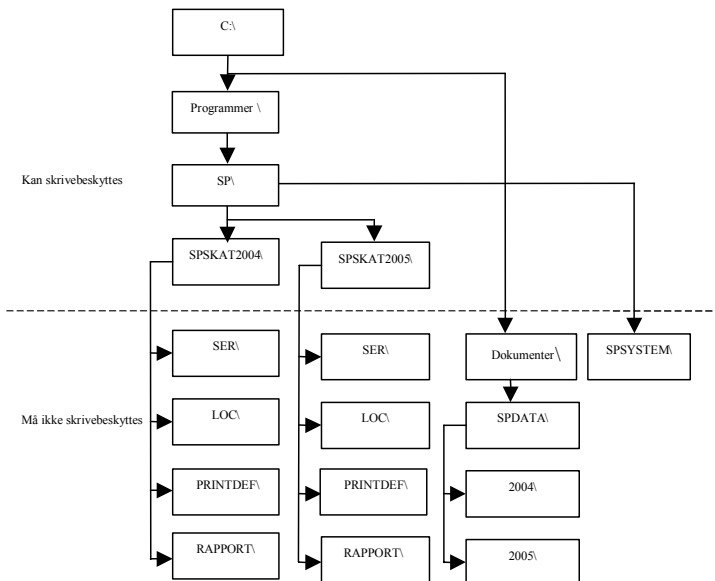 C:\
Programmer \
Kan skrivebeskyttes
SP\
SPSKAT2004\
SPSKAT2005\
SER\
SER\
Dokumenter\
SPSYSTEM\
Må ikke skrivebeskyttes
LOC\
LOC\
SPDATA\
PRINTDEF\
PRINTDEF\
2004\
RAPPORT\
RAPPORT\
2005\